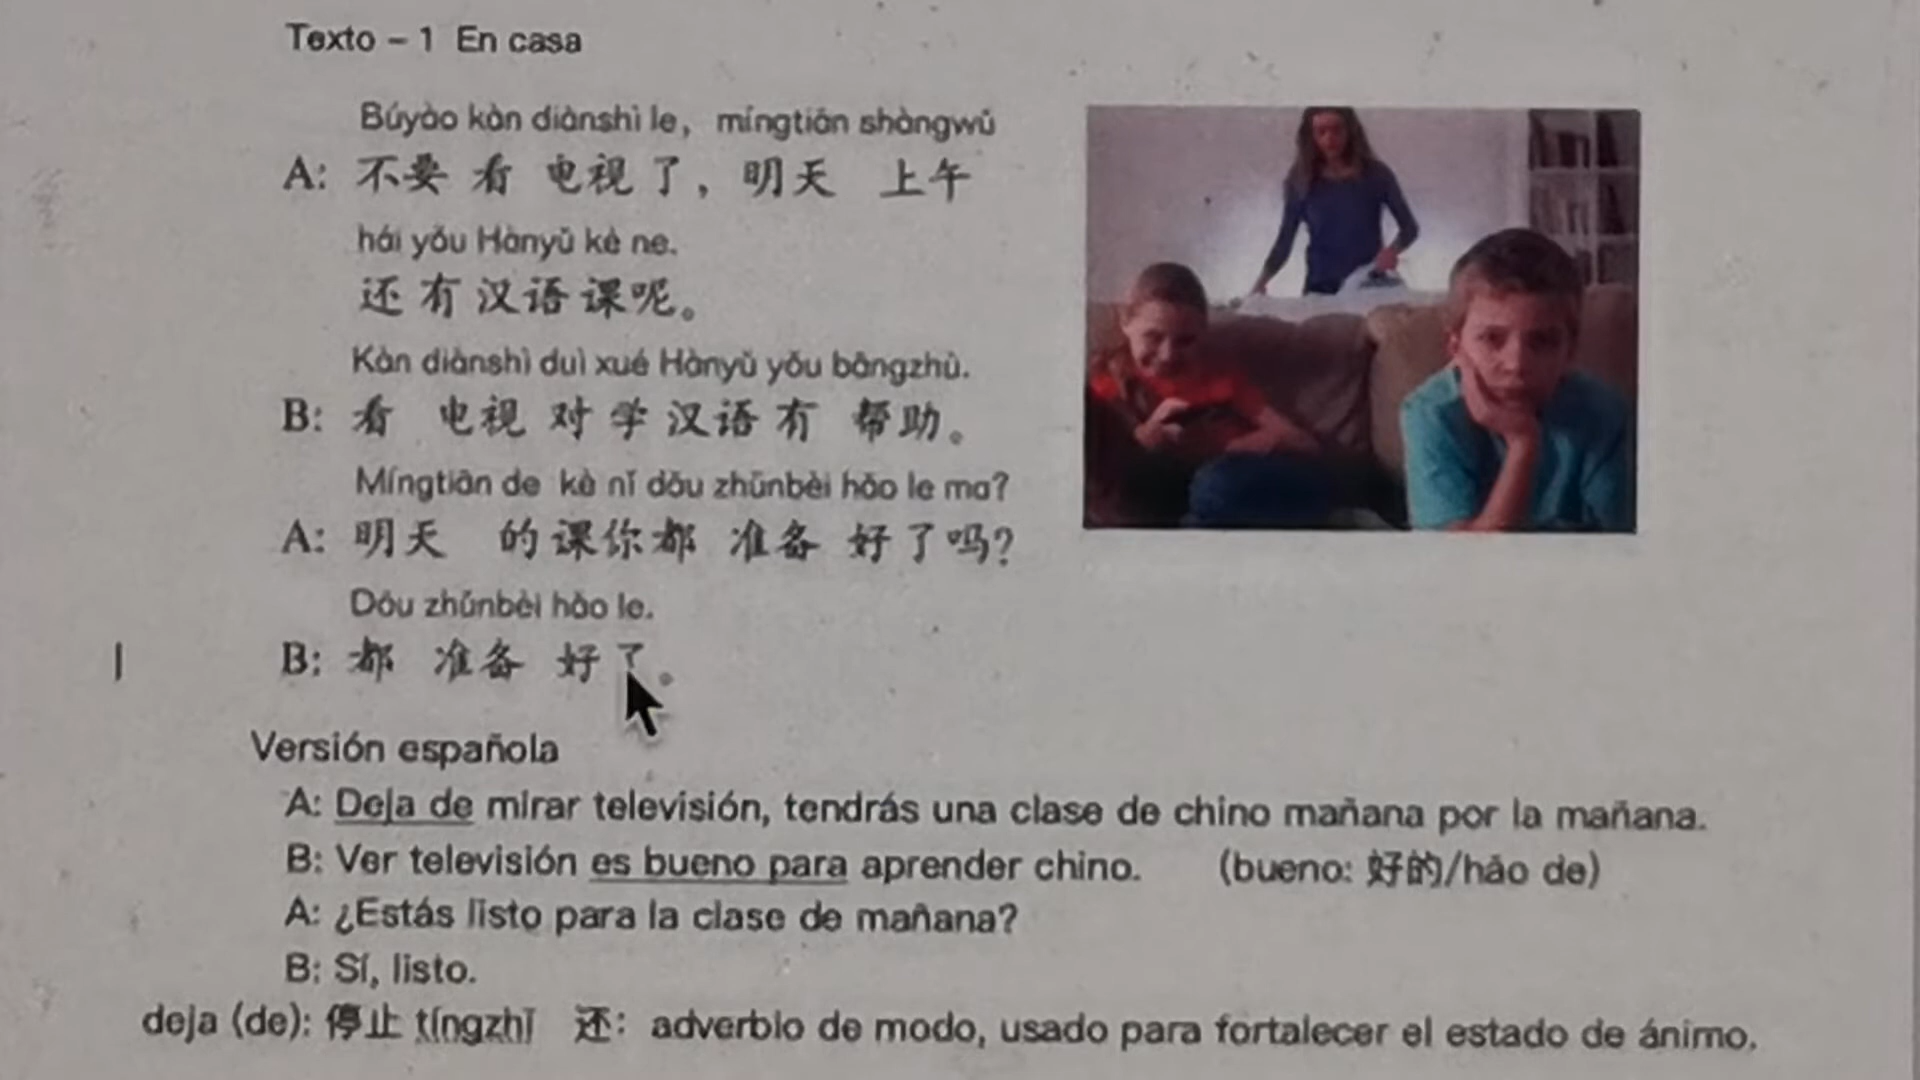 Texto – 1 En casa
Búyào kàn diànshì le, míngtiān shàngwǔ
A: 不要 看 电视 了, 明天 上午
hái yǒu Hànyǔ kè ne.
还 有 汉语 课呢。
Kàn diànshì duì xué Hànyǔ yǒu bāngzhù.
B: 看 电视 对 学 汉语 有 帮助。
Míngtiān de kè nǐ dōu zhǔnbèi hǎo le ma?
A: 明天 的 课你 都 准备 好了吗?
Dōu zhǔnbèi hǎo le.
B: 都 准备 好了。
Versión española
A: Deja de mirar televisión, tendrás una clase de chino mañana por la mañana.
B: Ver televisión es bueno para aprender chino. (bueno: 好的/hǎo de)
A: ¿Estás listo para la clase de mañana?
B: Sí, listo.
deja (de): 停止 tíngzhǐ 还: adverbio de modo, usado para fortalecer el estado de ánimo.